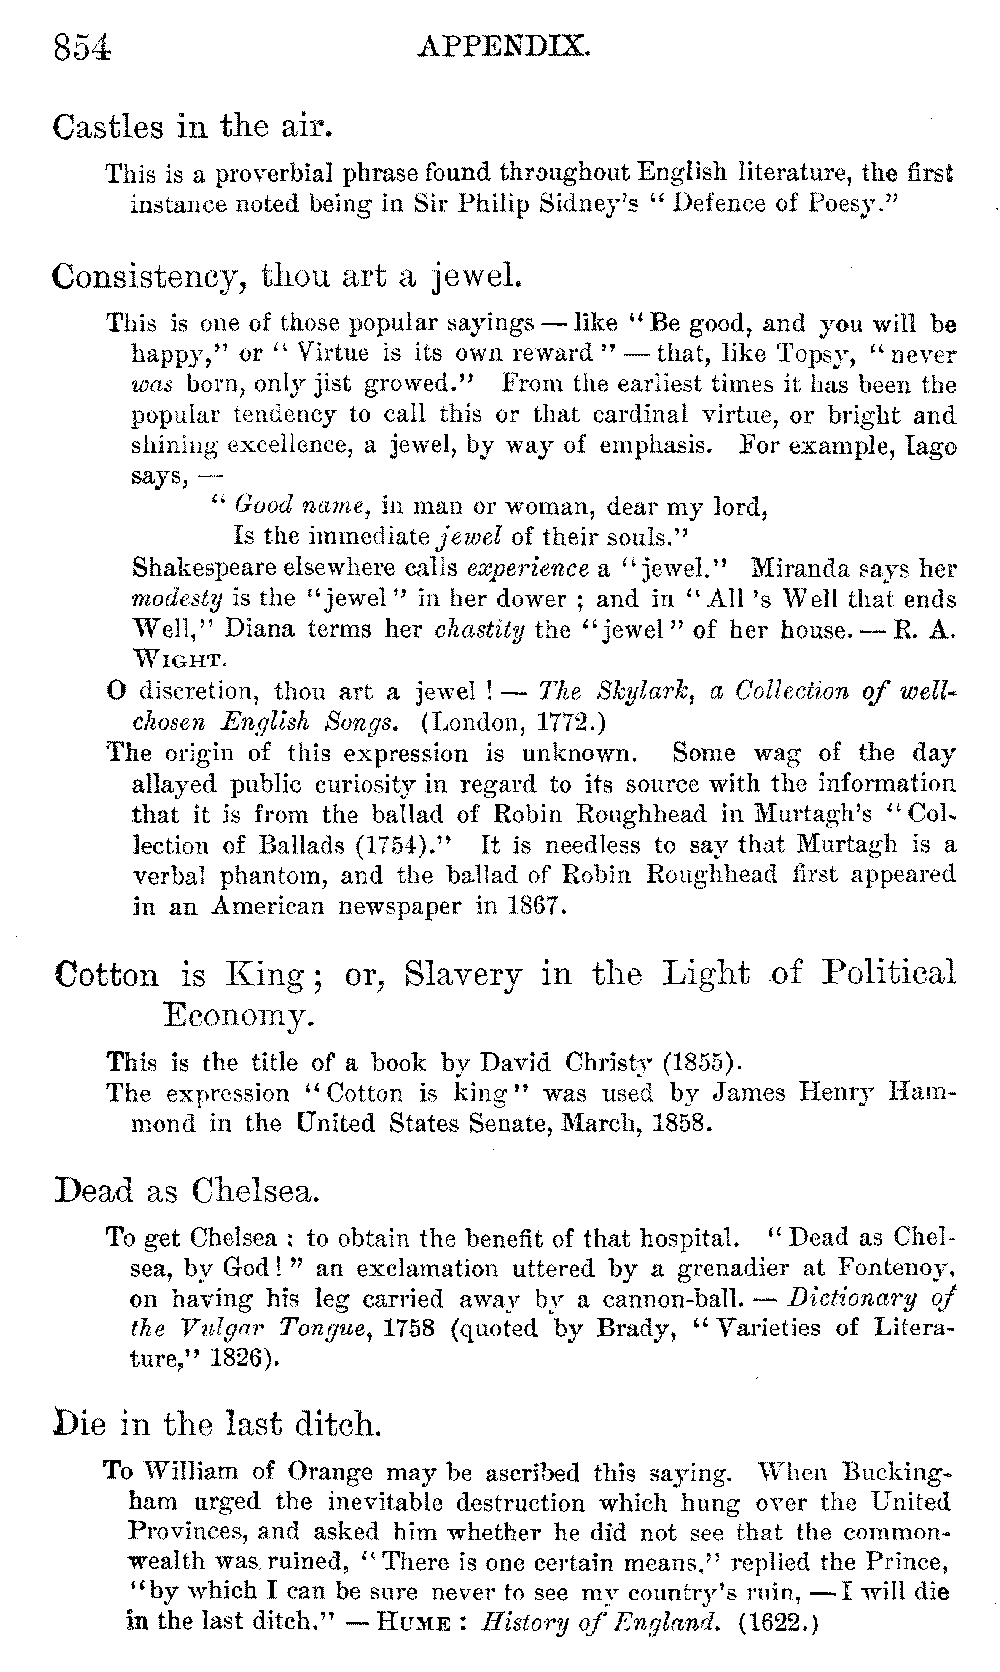 854 APPENDIX.
Castles in the air.
This is a proverbial phrase found throughout English literature, the first
instance noted being in Sir Philip Sidney's “ Defence of Poesy.”
Consistency, thou art a jewel.
This is one of those popular sayings — like “Be good, and you will be
happy,” or “ Virtue is its own reward ” — that, like Topsy, “never
was born, only jist growed.” From the earliest times it has been the
popular tendency to call this or that cardinal virtue, or bright and
shining excellence, a jewel, by way of emphasis. For example, Iago
says, —
“ Good name, in man or woman, dear my lord,
Is the immediate jewel of their souls.”
Shakespeare elsewhere calls experience a “jewel.” Miranda says her
modesty is the “jewel” in her dower ; and in “All 's Well that ends
Well,” Diana terms her chastity the “jewel” of her house. — R. A.
WIGHT.
O discretion, thou art a jewel ! — The Skylark, a Collection of well-
chosen English Songs. (London, 1772.)
The origin of this expression is unknown. Some wag of the day
allayed public curiosity in regard to its source with the information
that it is from the ballad of Robin Roughhead in Murtagh's “Col-
lection of Ballads (1754).” It is needless to say that Murtagh is a
verbal phantom, and the ballad of Robin Roughhead first appeared
in an American newspaper in 1867.
Cotton is King ; or, Slavery in the Light of Political
Economy.
This is the title of a book by David Christy (1855).
The expression “Cotton is king” was used by James Henry Ham-
mond in the United States Senate, March, 1858.
Dead as Chelsea.
To get Chelsea : to obtain the benefit of that hospital. “Dead as Chel-
sea, by God! ” an exclamation uttered by a grenadier at Fontenoy,
on having his leg carried away by a cannon-ball. — Dictionary of
the Vulgar Tongue, 1758 (quoted by Brady, “Varieties of Litera-
ture,” 1826).
Die in the last ditch.
To William of Orange may be ascribed this saying. When Bucking-
ham urged the inevitable destruction which hung over the United
Provinces, and asked him whether he did not see that the common-
wealth was ruined, “There is one certain means,” replied the Prince,
“by which I can be sure never to see my country's ruin, — I will die
in the last ditch.” — HUME : History of England. (1622.)